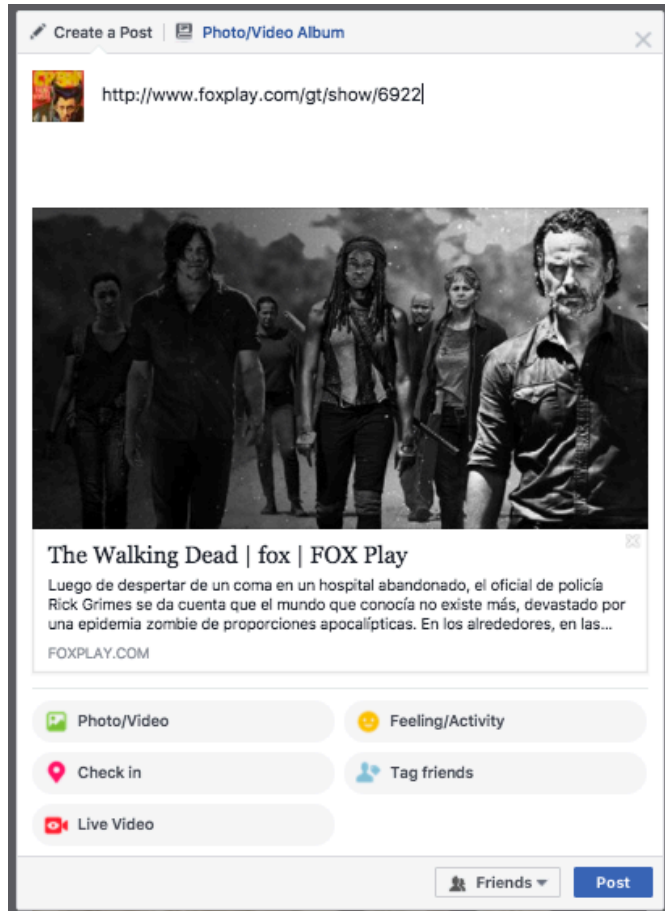 Create a Post
Photo/Video Album
http://www.foxplay.com/gt/show/6922
The Walking Dead | fox | FOX Play
Luego de despertar de un coma en un hospital abandonado, el oficial de policía
Rick Grimes se da cuenta que el mundo que conocía no existe más, devastado por
una epidemia zombie de proporciones apocalípticas. En los alrededores, en las...
FOXPLAY.COM
Photo/Video
Feeling/Activity
Check in
Tag friends
Live Video
Friends
Post